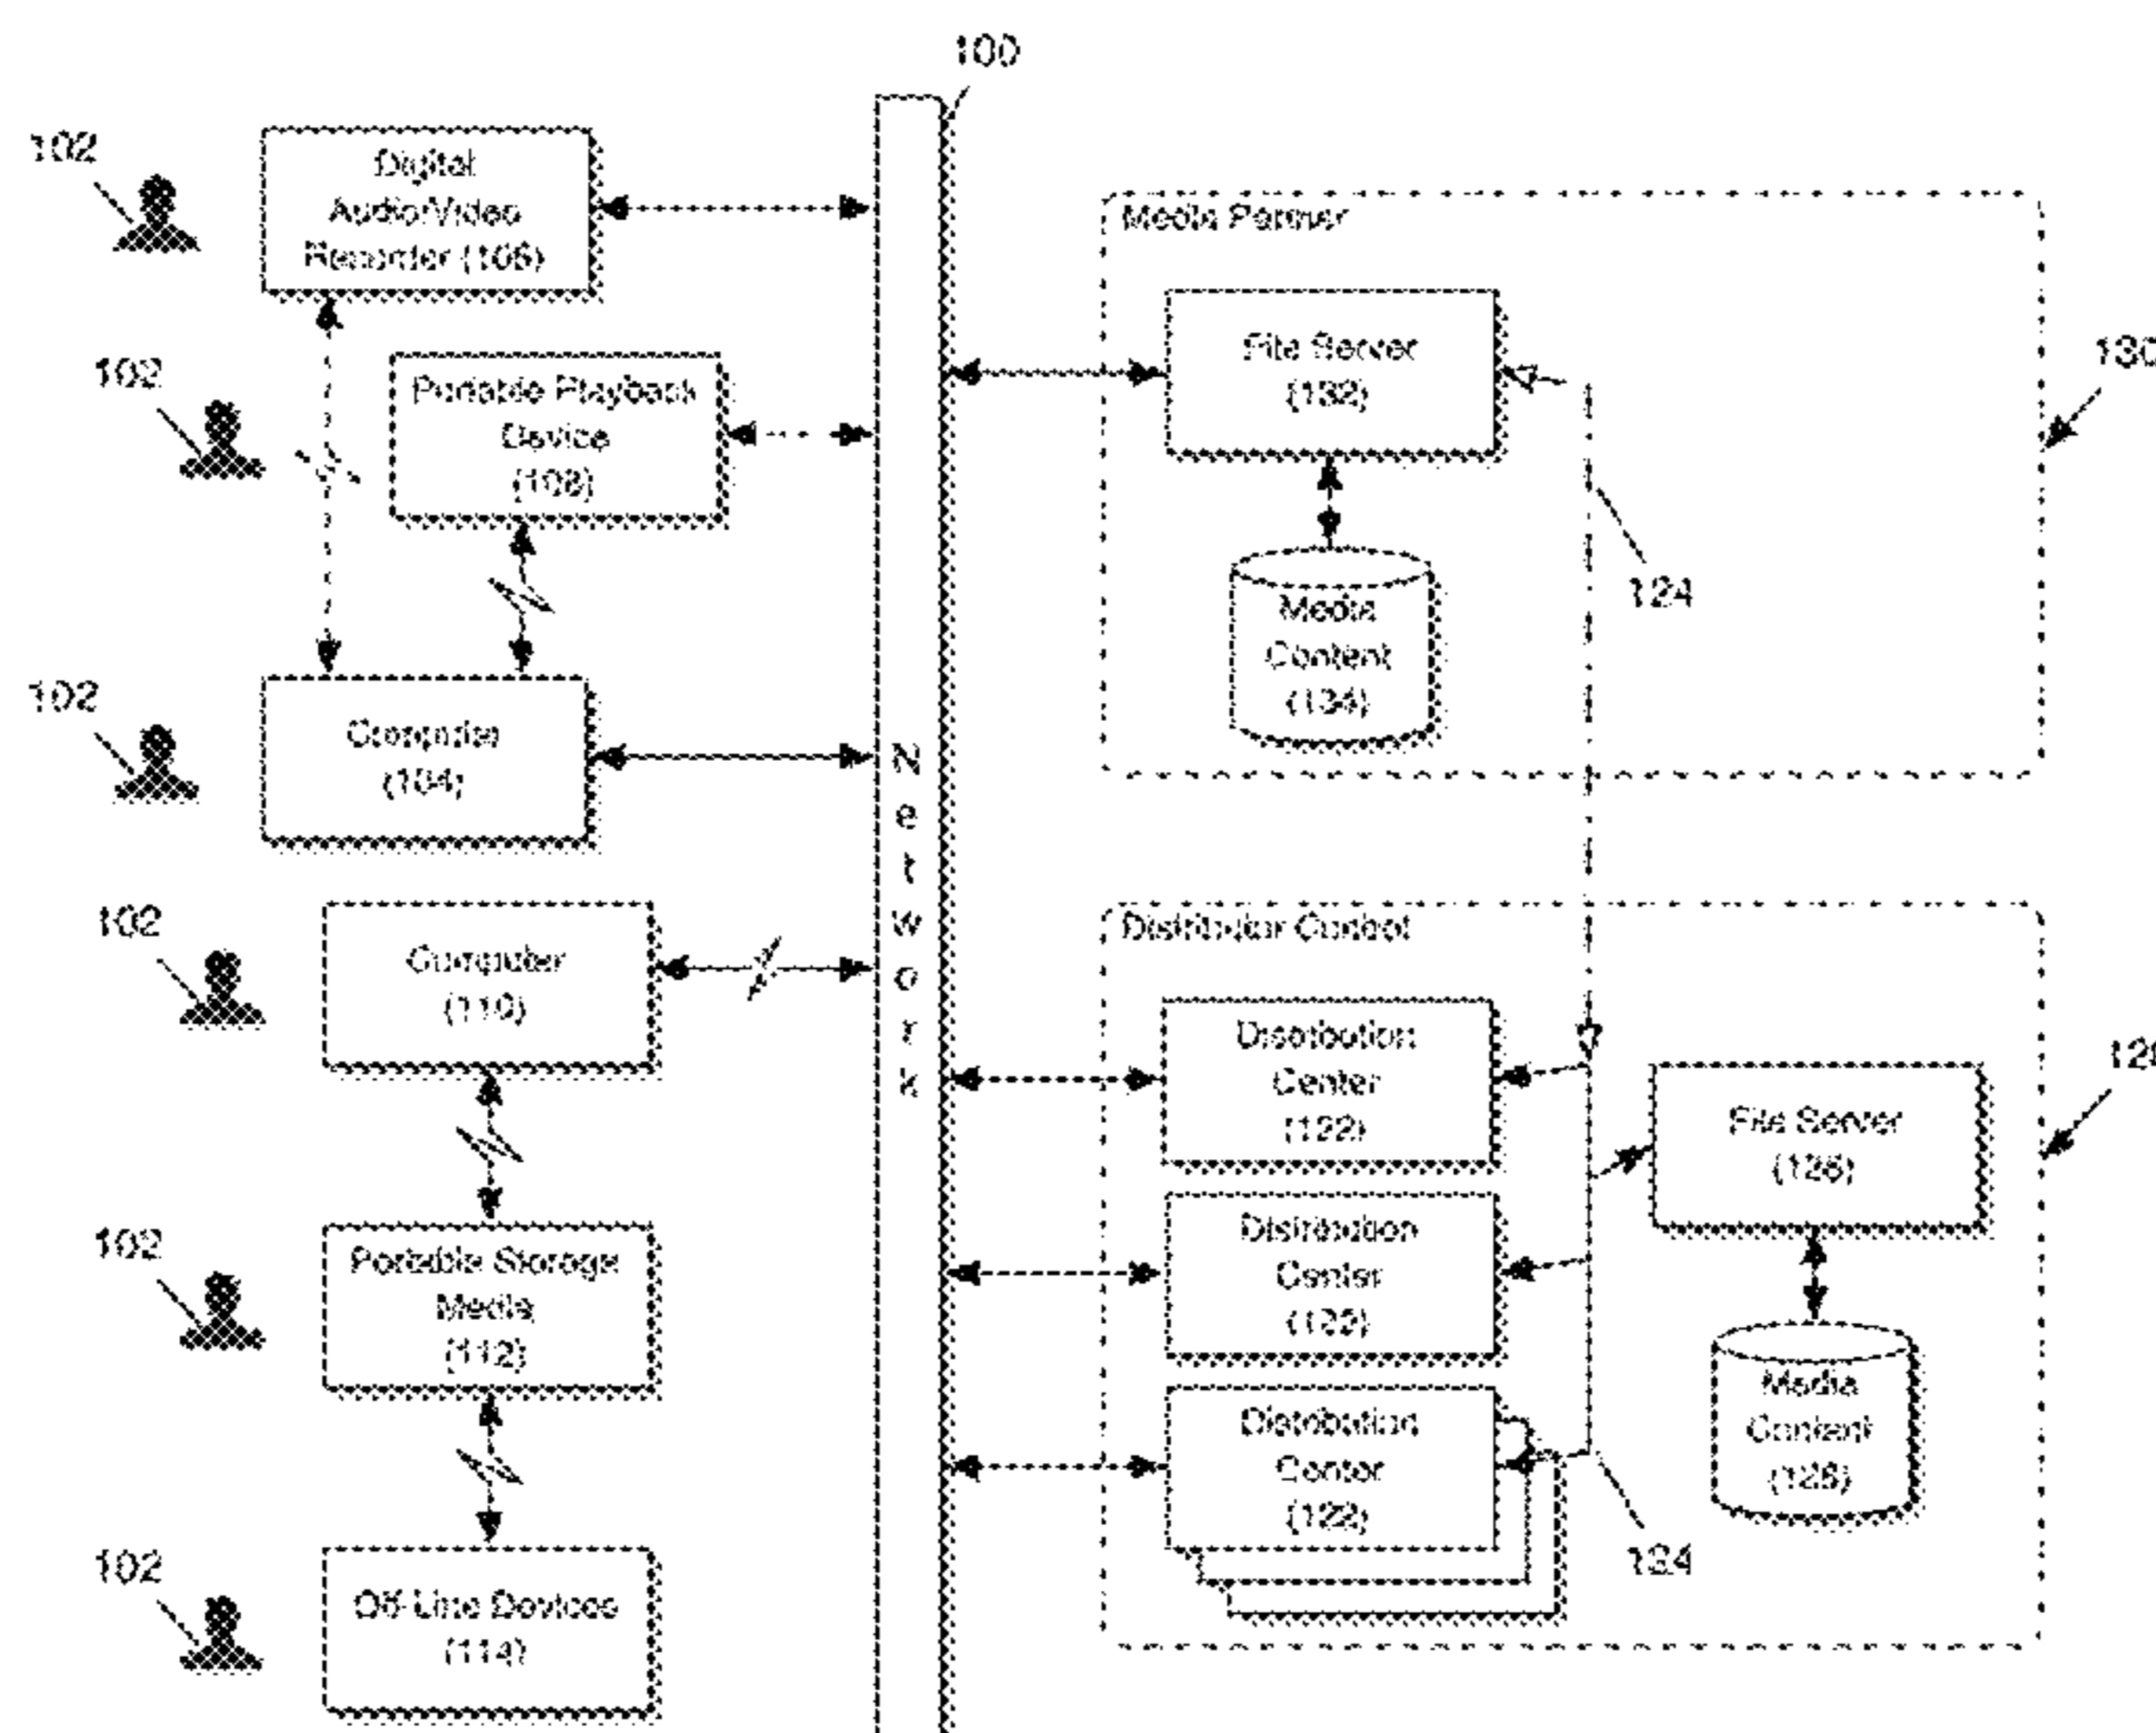 100
102
Digital
Audio/Video
Recorder (106)
102
Portable Playback
Device
(108)
102
Computer
(104)
102
Computer
(110)
102
Portable Storage
Media
(112)
102
Off-Line Devices
(114)
Network
Media Partner
File Server
(132)
Media
Content
(134)
124
130
Distributor Control
Distribution
Center
(122)
Distribution
Center
(122)
Distribution
Center
(122)
File Server
(126)
Media
Content
(128)
124